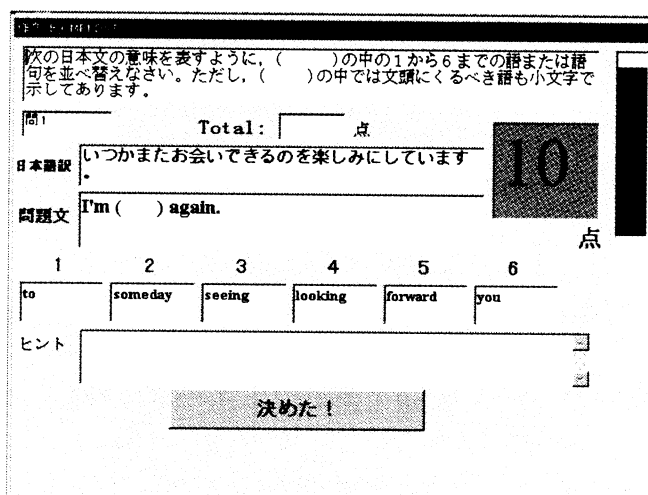 次の日本文の意味を表すように，(　　)の中の1から6までの語または語
句を並べ替えなさい。ただし，(　　)の中では文頭にくるべき語も小文字で
示してあります。
問1
Total: 点
日本語訳 いつかまたお会いできるのを楽しみにしています
。
10
問題文 I'm (　　) again.
点
1 2 3 4 5 6
to someday seeing looking forward you
ヒント
決めた！